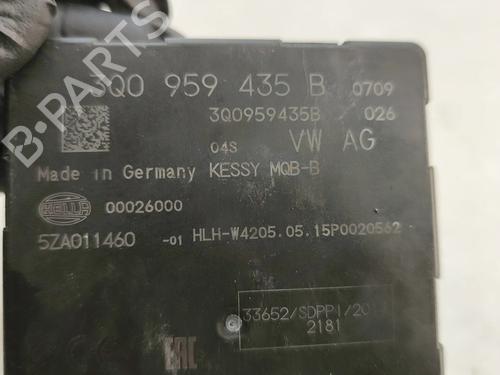 3Q0 959 435 B 0709
3Q0959435B 026
04S VW AG
Made in Germany KESSY MQB-B
HELLA 00026000
5ZA011460 -01 HLH-W4205.05.15P0020562
33652/SDPPI/20
2181
EAC
B-PARTS